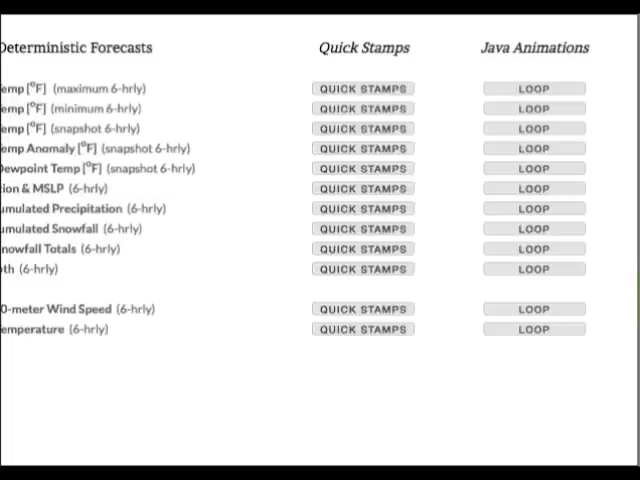 Deterministic Forecasts Quick Stamps Java Animations
emp [°F] (maximum 6-hrly) QUICK STAMPS LOOP
emp [°F] (minimum 6-hrly) QUICK STAMPS LOOP
emp [°F] (snapshot 6-hrly) QUICK STAMPS LOOP
emp Anomaly [°F] (snapshot 6-hrly) QUICK STAMPS LOOP
Dewpoint Temp [°F] (snapshot 6-hrly) QUICK STAMPS LOOP
ion & MSLP (6-hrly) QUICK STAMPS LOOP
umulated Precipitation (6-hrly) QUICK STAMPS LOOP
umulated Snowfall (6-hrly) QUICK STAMPS LOOP
nowfall Totals (6-hrly) QUICK STAMPS LOOP
pth (6-hrly) QUICK STAMPS LOOP
0-meter Wind Speed (6-hrly) QUICK STAMPS LOOP
emperature (6-hrly) QUICK STAMPS LOOP